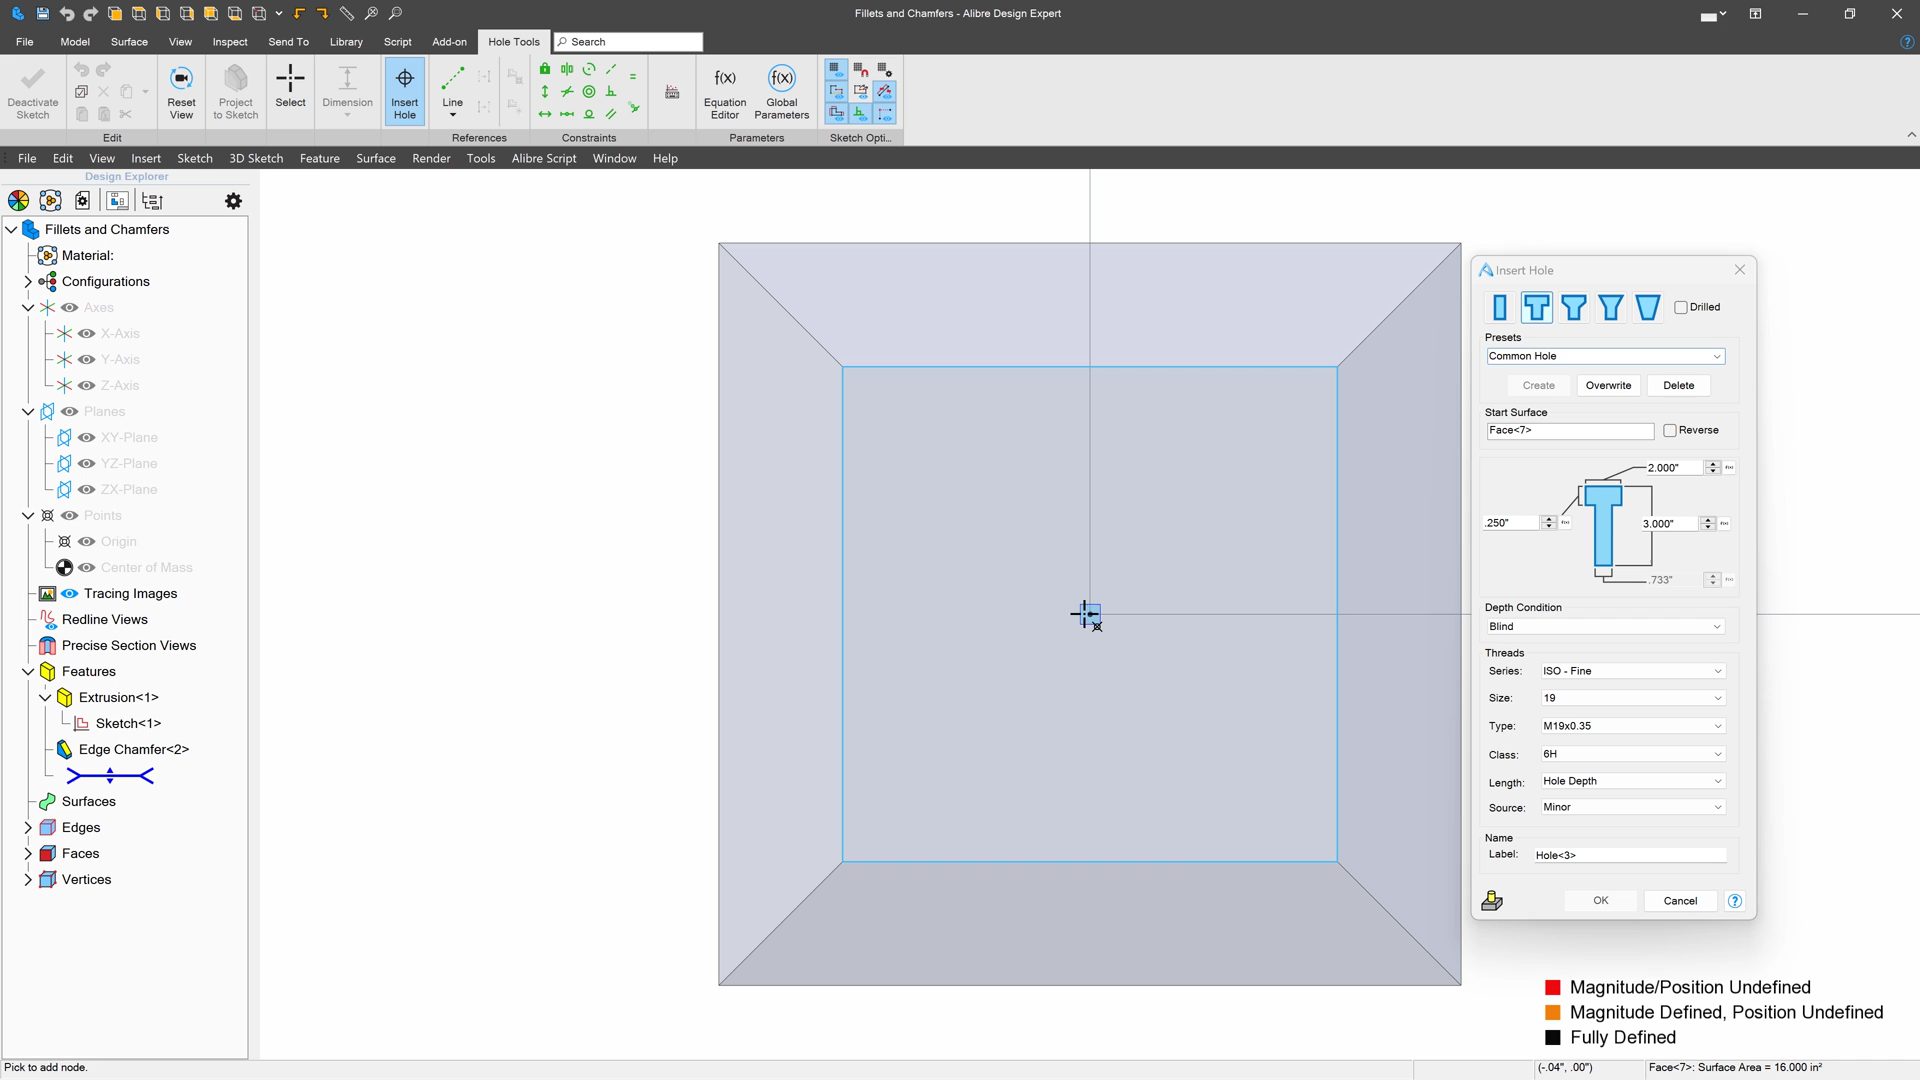 Fillets and Chamfers - Alibre Design Expert
File Model Surface View Inspect Send To Library Script Add-on Hole Tools Search
Deactivate Sketch
Reset View
Project to Sketch
Select
Dimension
Insert Hole
Line
f(x)
Equation Editor
f(x)
Global Parameters
Edit References Constraints Parameters Sketch Opti...
File Edit View Insert Sketch 3D Sketch Feature Surface Render Tools Alibre Script Window Help
Design Explorer
Fillets and Chamfers
Material:
Configurations
Axes
X-Axis
Y-Axis
Z-Axis
Planes
XY-Plane
YZ-Plane
ZX-Plane
Points
Origin
Center of Mass
Tracing Images
Redline Views
Precise Section Views
Features
Extrusion<1>
Sketch<1>
Edge Chamfer<2>
Surfaces
Edges
Faces
Vertices
Insert Hole
Drilled
Presets
Common Hole
Create Overwrite Delete
Start Surface
Face<7> Reverse
2.000"
.250" 3.000"
.733"
Depth Condition
Blind
Threads
Series: ISO - Fine
Size: 19
Type: M19x0.35
Class: 6H
Length: Hole Depth
Source: Minor
Name
Label: Hole<3>
OK Cancel ?
Magnitude/Position Undefined
Magnitude Defined, Position Undefined
Fully Defined
Pick to add node. (-.04", .00") Face<7>: Surface Area = 16.000 in²